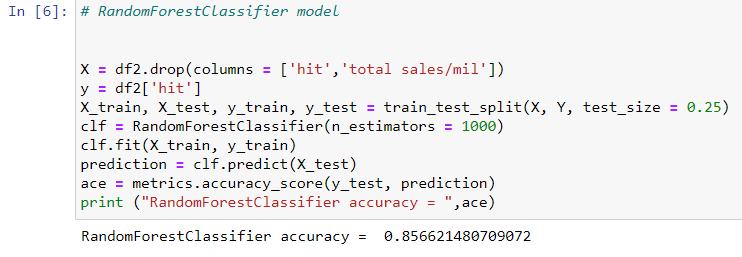 In [6]: # RandomForestClassifier model
X = df2.drop(columns = ['hit','total sales/mil'])
y = df2['hit']
X_train, X_test, y_train, y_test = train_test_split(X, Y, test_size = 0.25)
clf = RandomForestClassifier(n_estimators = 1000)
clf.fit(X_train, y_train)
prediction = clf.predict(X_test)
ace = metrics.accuracy_score(y_test, prediction)
print ("RandomForestClassifier accuracy = ",ace)
RandomForestClassifier accuracy =  0.856621480709072